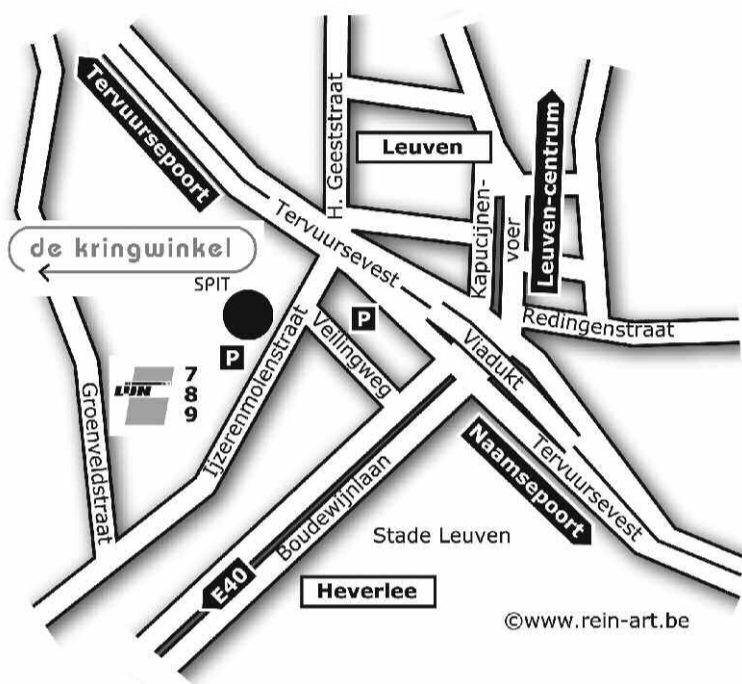 Tervuursepoort
H. Geeststraat
Leuven
Kapucijnen-
voer
Leuven-centrum
de kringwinkel
SPIT
Tervuursevest
P
P
Veilingweg
Viadukt
Redingenstraat
LIJN
7
8
9
Groenveldstraat
Ijzerenmolenstraat
Boudewijnlaan
Naamsepoort
Tervuursevest
Stade Leuven
E40
Heverlee
©www.rein-art.be